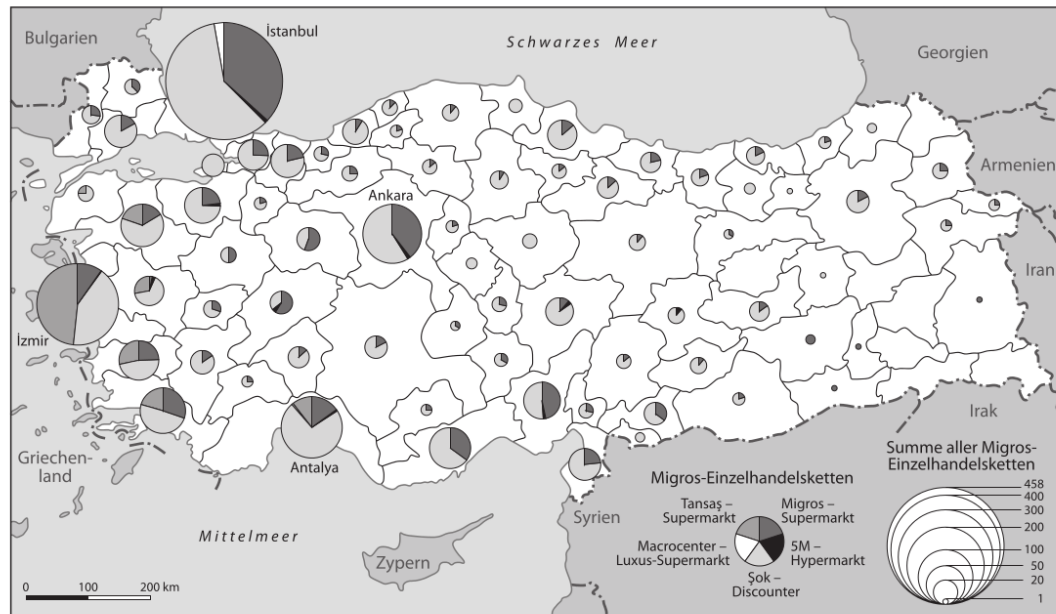 Bulgarien
İstanbul
Schwarzes Meer
Georgien
Armenien
Ankara
Iran
İzmir
Antalya
Griechen-
land
Irak
Syrien
Mittelmeer
Zypern
0 100 200 km
Migros-Einzelhandelsketten
Tansaş –
Supermarkt
Migros –
Supermarkt
Macrocenter –
Luxus-Supermarkt
5M –
Hypermarkt
Şok –
Discounter
Summe aller Migros-
Einzelhandelsketten
458
400
300
200
100
50
20
1